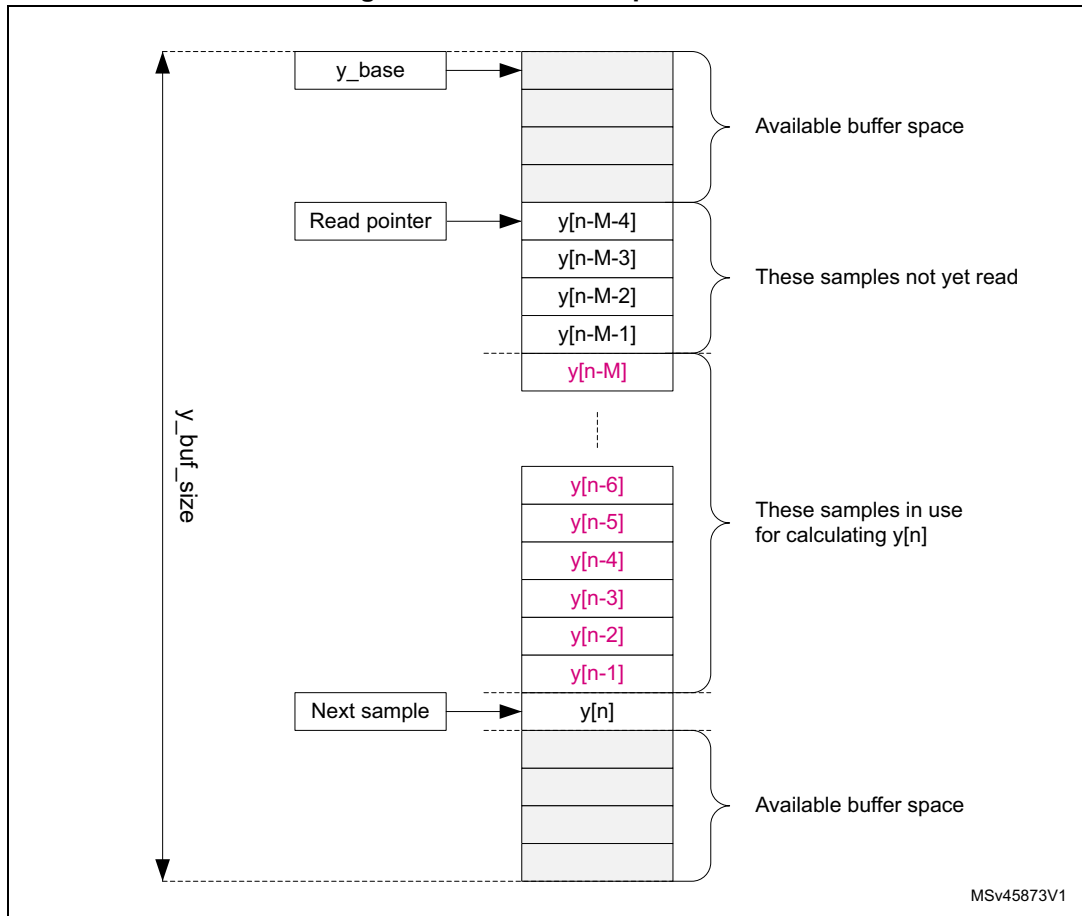 y_base
Available buffer space
Read pointer
y[n-M-4]
y[n-M-3]
These samples not yet read
y[n-M-2]
y[n-M-1]
y[n-M]
y_buf_size
y[n-6]
y[n-5]
These samples in use
for calculating y[n]
y[n-4]
y[n-3]
y[n-2]
y[n-1]
Next sample
y[n]
Available buffer space
MSv45873V1